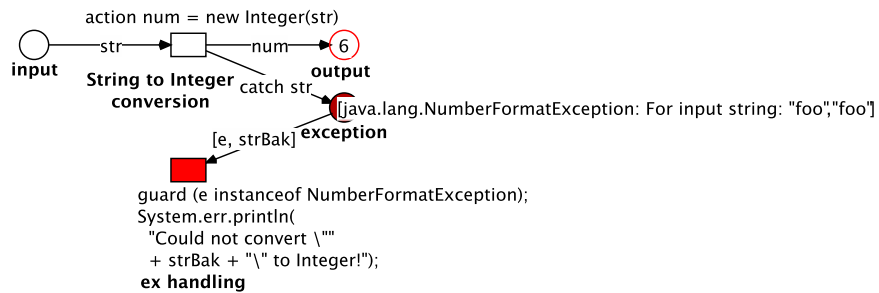 action num = new Integer(str)
str
num
6
input
output
String to Integer
conversion
catch str
[java.lang.NumberFormatException: For input string: "foo","foo"]
exception
[e, strBak]
guard (e instanceof NumberFormatException);
System.err.println(
"Could not convert \""
+ strBak + "\" to Integer!");
ex handling